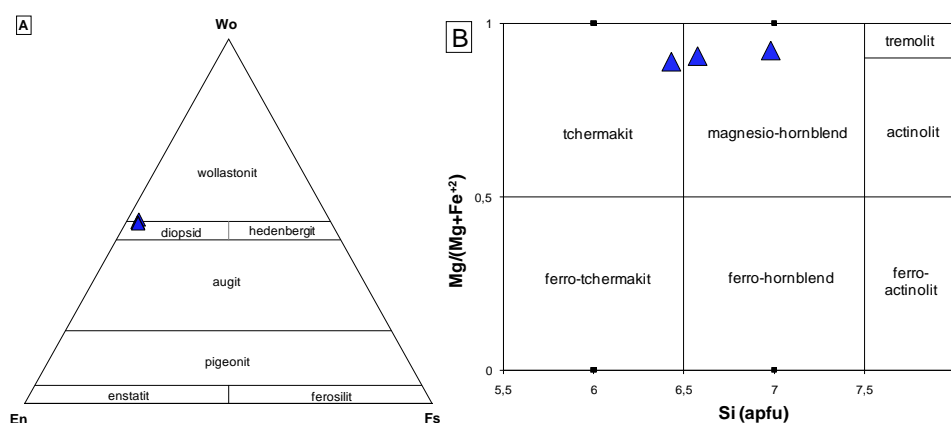 A
Wo
wollastonit
diopsid
hedenbergit
augit
pigeonit
enstatit
ferosilit
En
Fs
B
1
0,5
0
Mg/(Mg+Fe+2)
tremolit
tchermakit
magnesio-hornblend
actinolit
ferro-tchermakit
ferro-hornblend
ferro-
actinolit
5,5
6
6,5
7
7,5
Si (apfu)